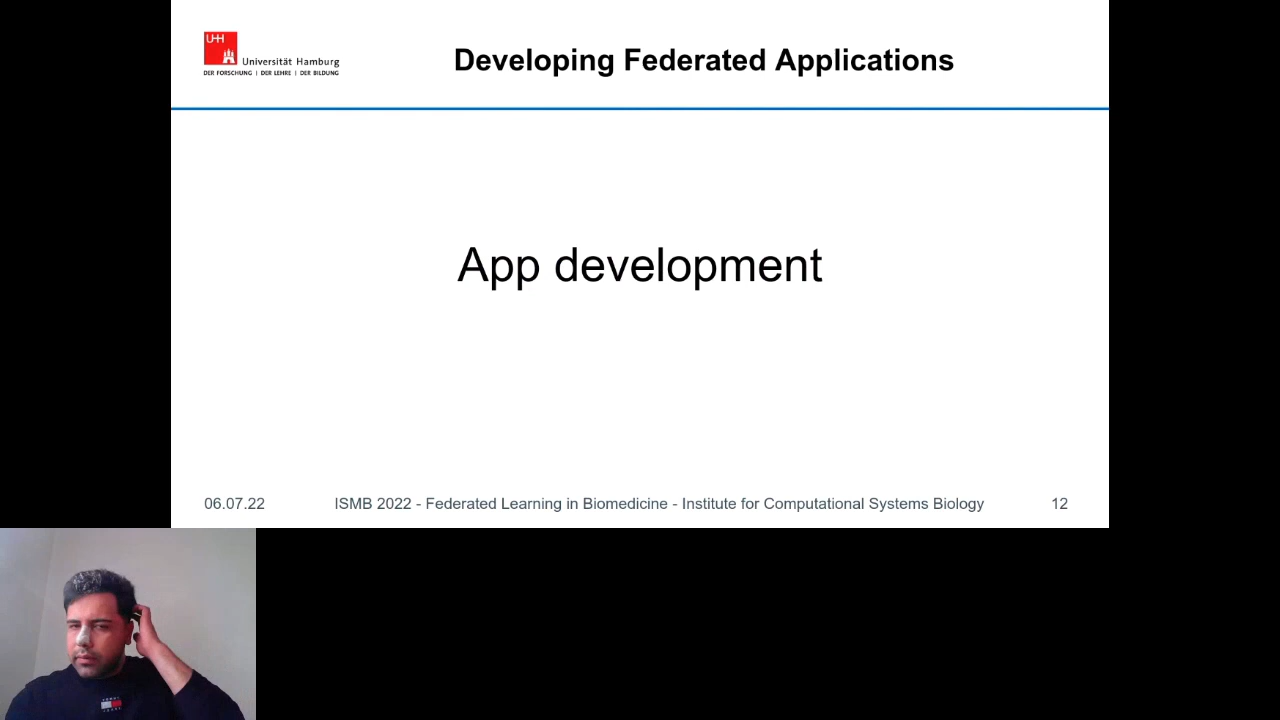 UHH
Universität Hamburg
DER FORSCHUNG | DER LEHRE | DER BILDUNG
Developing Federated Applications
App development
06.07.22 ISMB 2022 - Federated Learning in Biomedicine - Institute for Computational Systems Biology 12